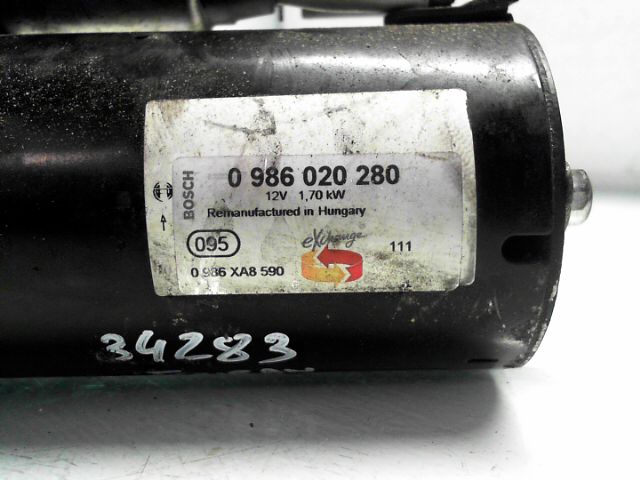 BOSCH
0 986 020 280
12V 1,70 kW
Remanufactured in Hungary
095
eXchange
111
0 986 XA8 590
34283